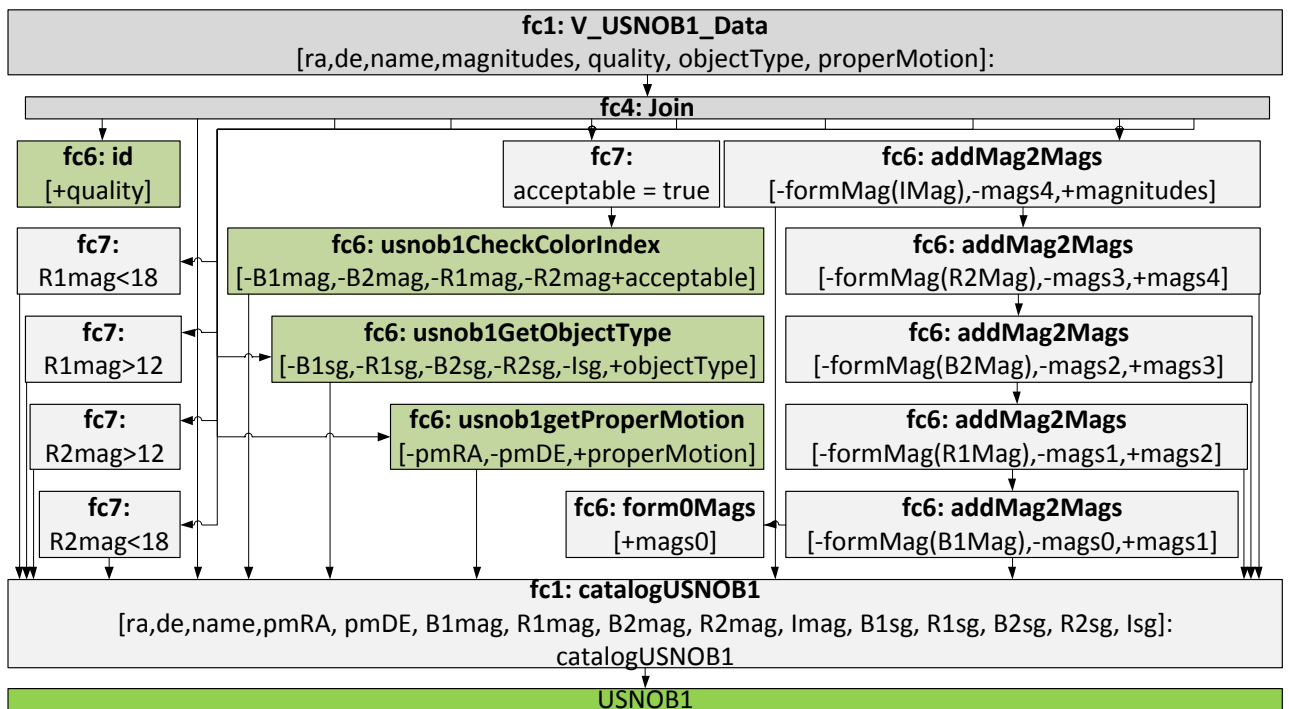 fc1: V_USNOB1_Data
[ra,de,name,magnitudes, quality, objectType, properMotion]:
fc4: Join
fc6: id
[+quality]
fc7:
acceptable = true
fc6: addMag2Mags
[-formMag(IMag),-mags4,+magnitudes]
fc7:
R1mag<18
fc6: usnob1CheckColorIndex
[-B1mag,-B2mag,-R1mag,-R2mag+acceptable]
fc6: addMag2Mags
[-formMag(R2Mag),-mags3,+mags4]
fc7:
R1mag>12
fc6: usnob1GetObjectType
[-B1sg,-R1sg,-B2sg,-R2sg,-Isg,+objectType]
fc6: addMag2Mags
[-formMag(B2Mag),-mags2,+mags3]
fc7:
R2mag>12
fc6: usnob1getProperMotion
[-pmRA,-pmDE,+properMotion]
fc6: addMag2Mags
[-formMag(R1Mag),-mags1,+mags2]
fc7:
R2mag<18
fc6: form0Mags
[+mags0]
fc6: addMag2Mags
[-formMag(B1Mag),-mags0,+mags1]
fc1: catalogUSNOB1
[ra,de,name,pmRA, pmDE, B1mag, R1mag, B2mag, R2mag, Imag, B1sg, R1sg, B2sg, R2sg, Isg]:
catalogUSNOB1
USNOB1